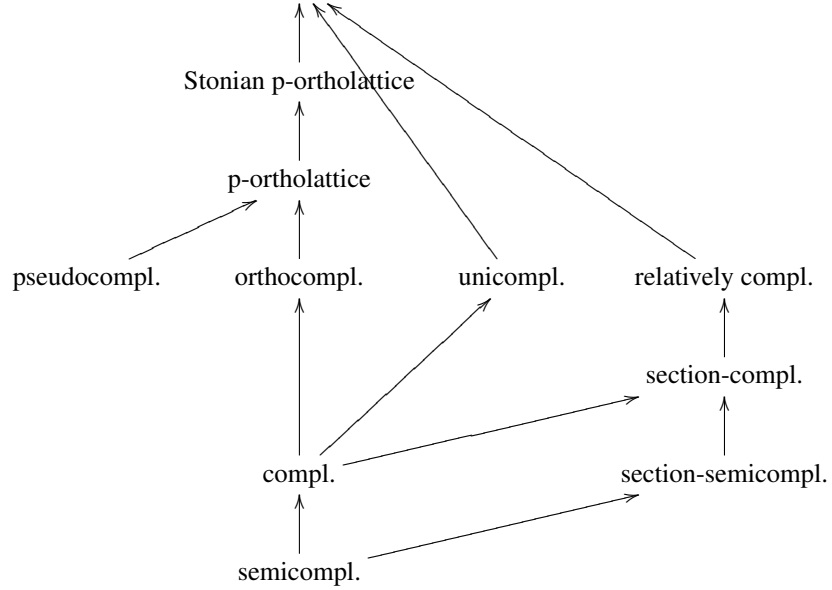 Stonian p-ortholattice
p-ortholattice
pseudocompl. orthocompl. unicompl. relatively compl.
section-compl.
compl. section-semicompl.
semicompl.